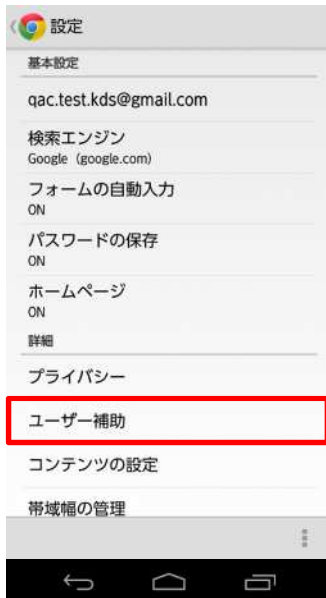 設定
基本設定
qac.test.kds@gmail.com
検索エンジン
Google（google.com）
フォームの自動入力
ON
パスワードの保存
ON
ホームページ
ON
詳細
プライバシー
ユーザー補助
コンテンツの設定
帯域幅の管理